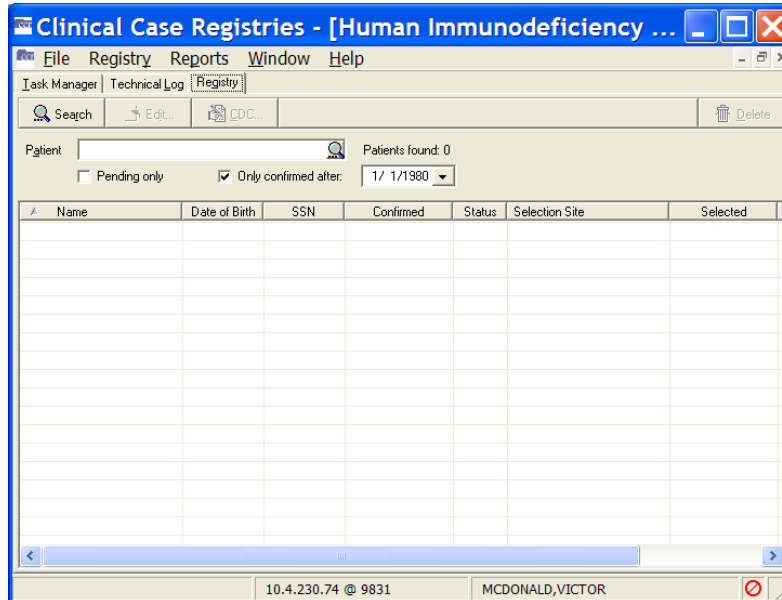 Clinical Case Registries - [Human Immunodeficiency ...
File Registry Reports Window Help
Task Manager Technical Log Registry
Search Edit... CDC... Delete
Patient Patients found: 0
Pending only Only confirmed after: 1/ 1/1980
Name Date of Birth SSN Confirmed Status Selection Site Selected
10.4.230.74 @ 9831 MCDONALD,VICTOR